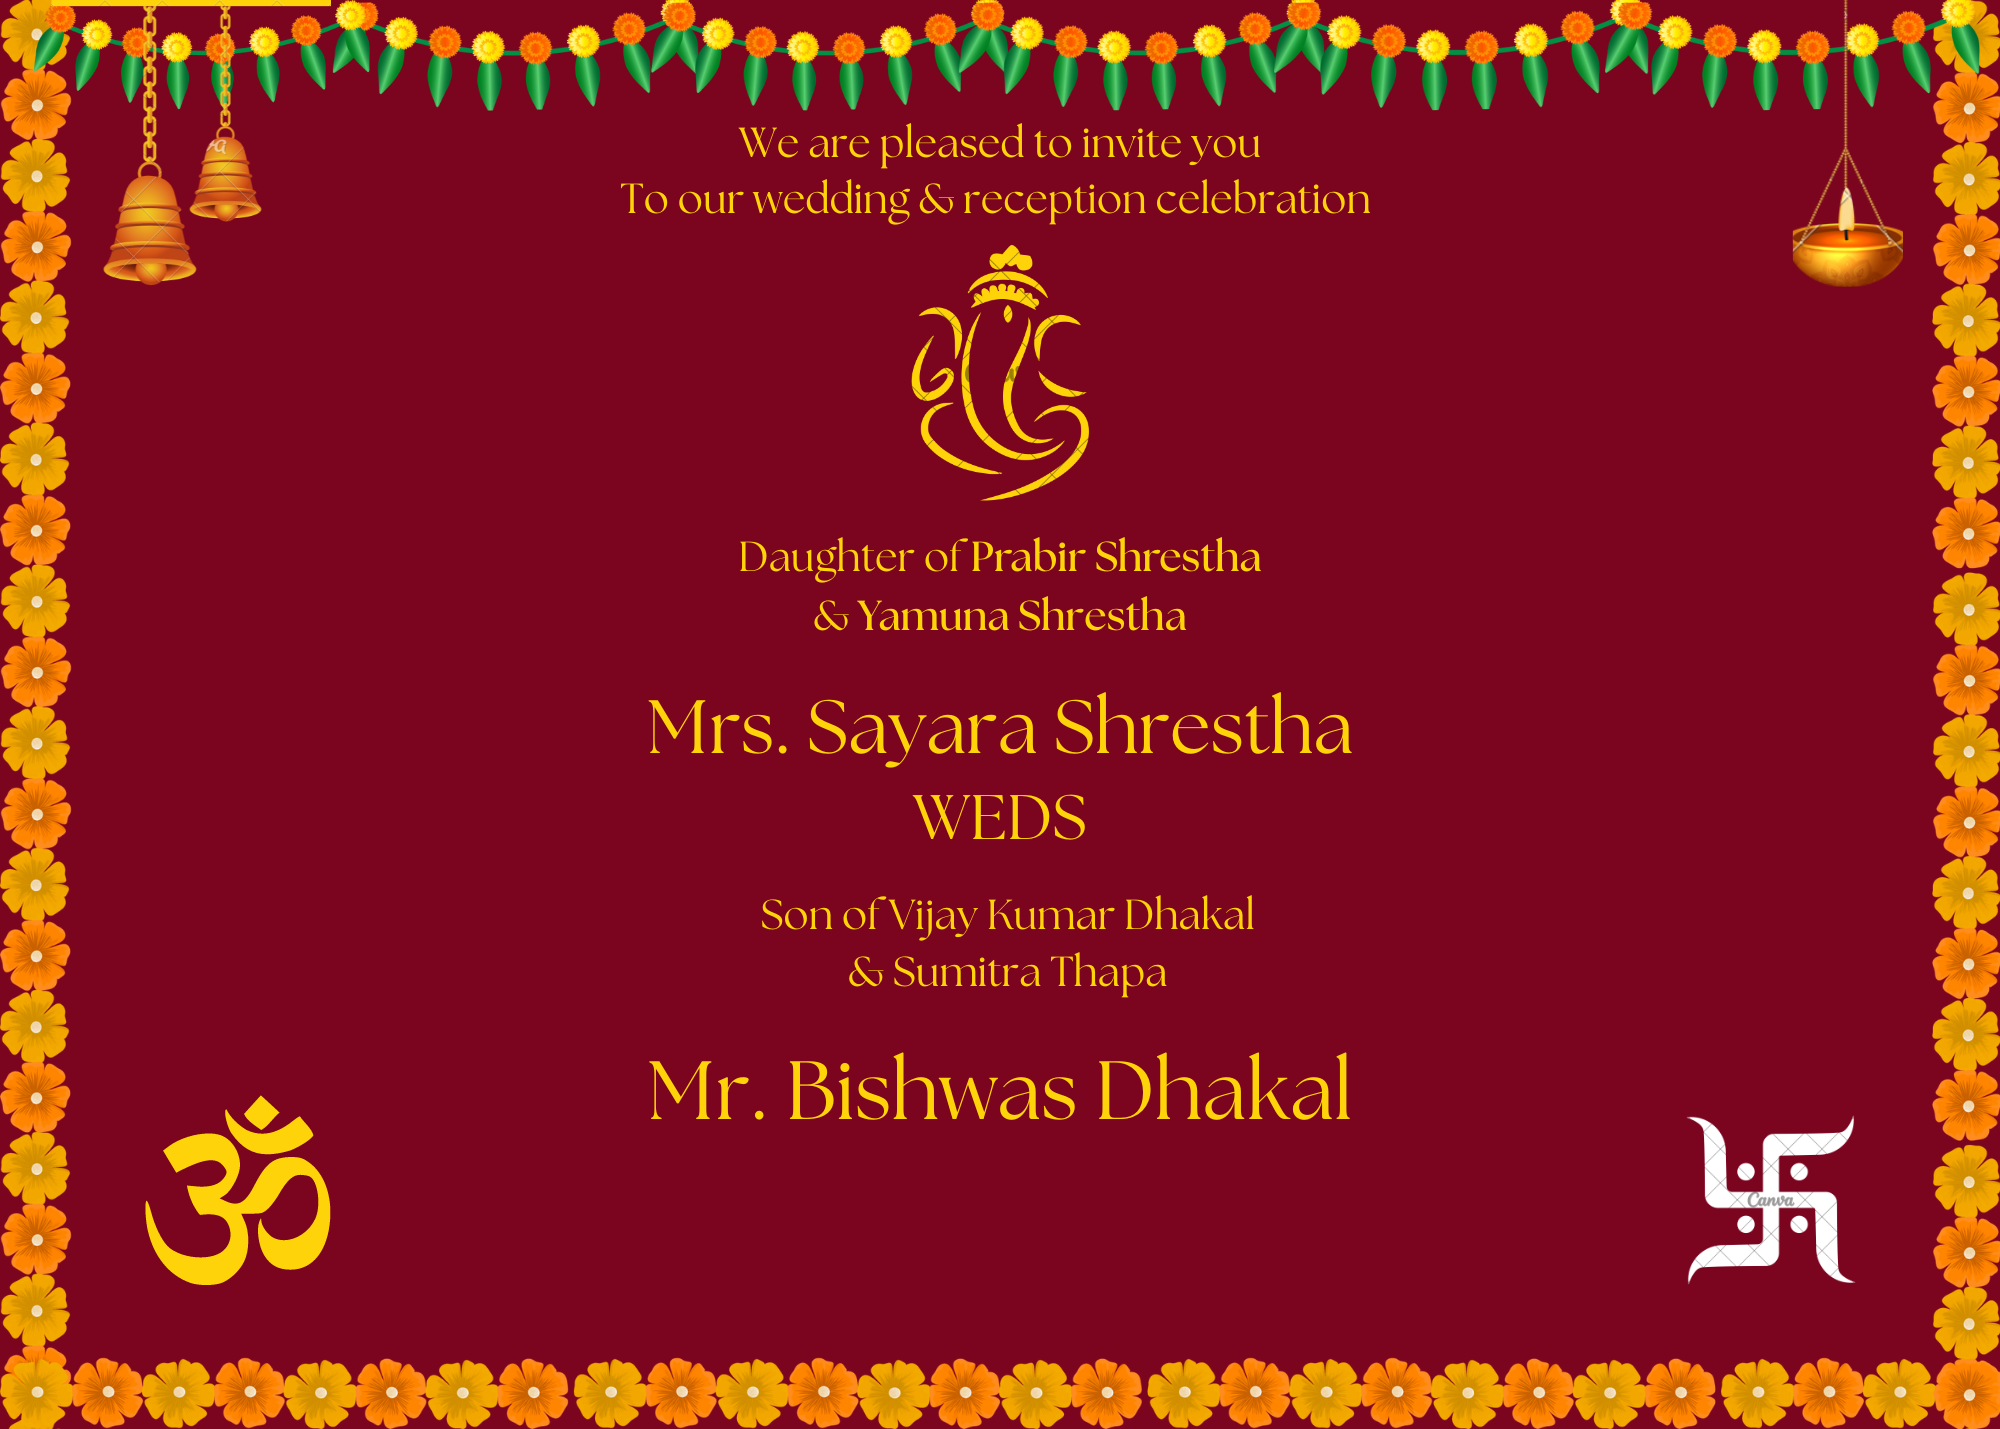 We are pleased to invite you
To our wedding & reception celebration
Daughter of Prabir Shrestha
& Yamuna Shrestha
Mrs. Sayara Shrestha
WEDS
Son of Vijay Kumar Dhakal
& Sumitra Thapa
Mr. Bishwas Dhakal
ॐ
Canva